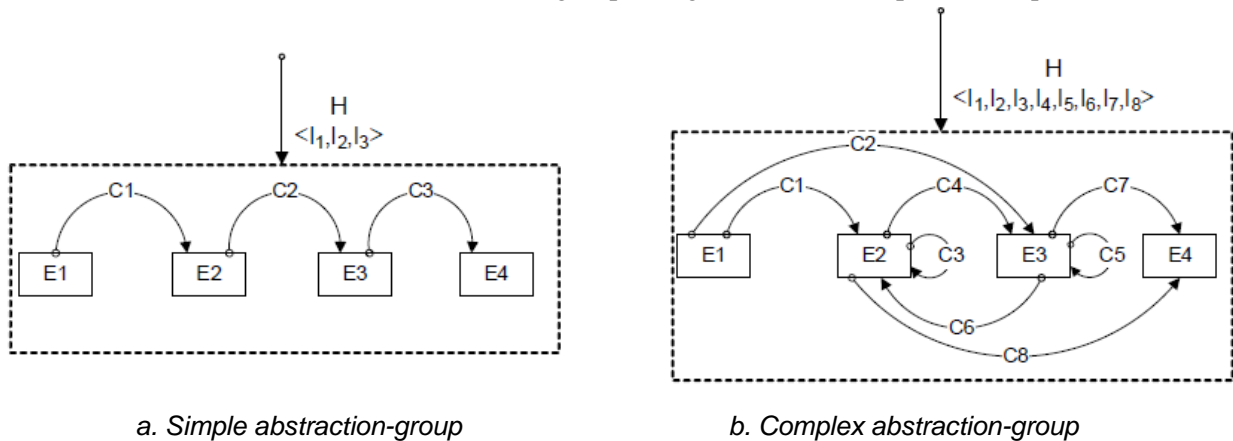 H
<I₁,I₂,I₃>
C1
C2
C3
E1
E2
E3
E4
a. Simple abstraction-group
H
<I₁,I₂,I₃,I₄,I₅,I₆,I₇,I₈>
C2
C1
C4
C7
E1
E2
C3
E3
C5
E4
C6
C8
b. Complex abstraction-group